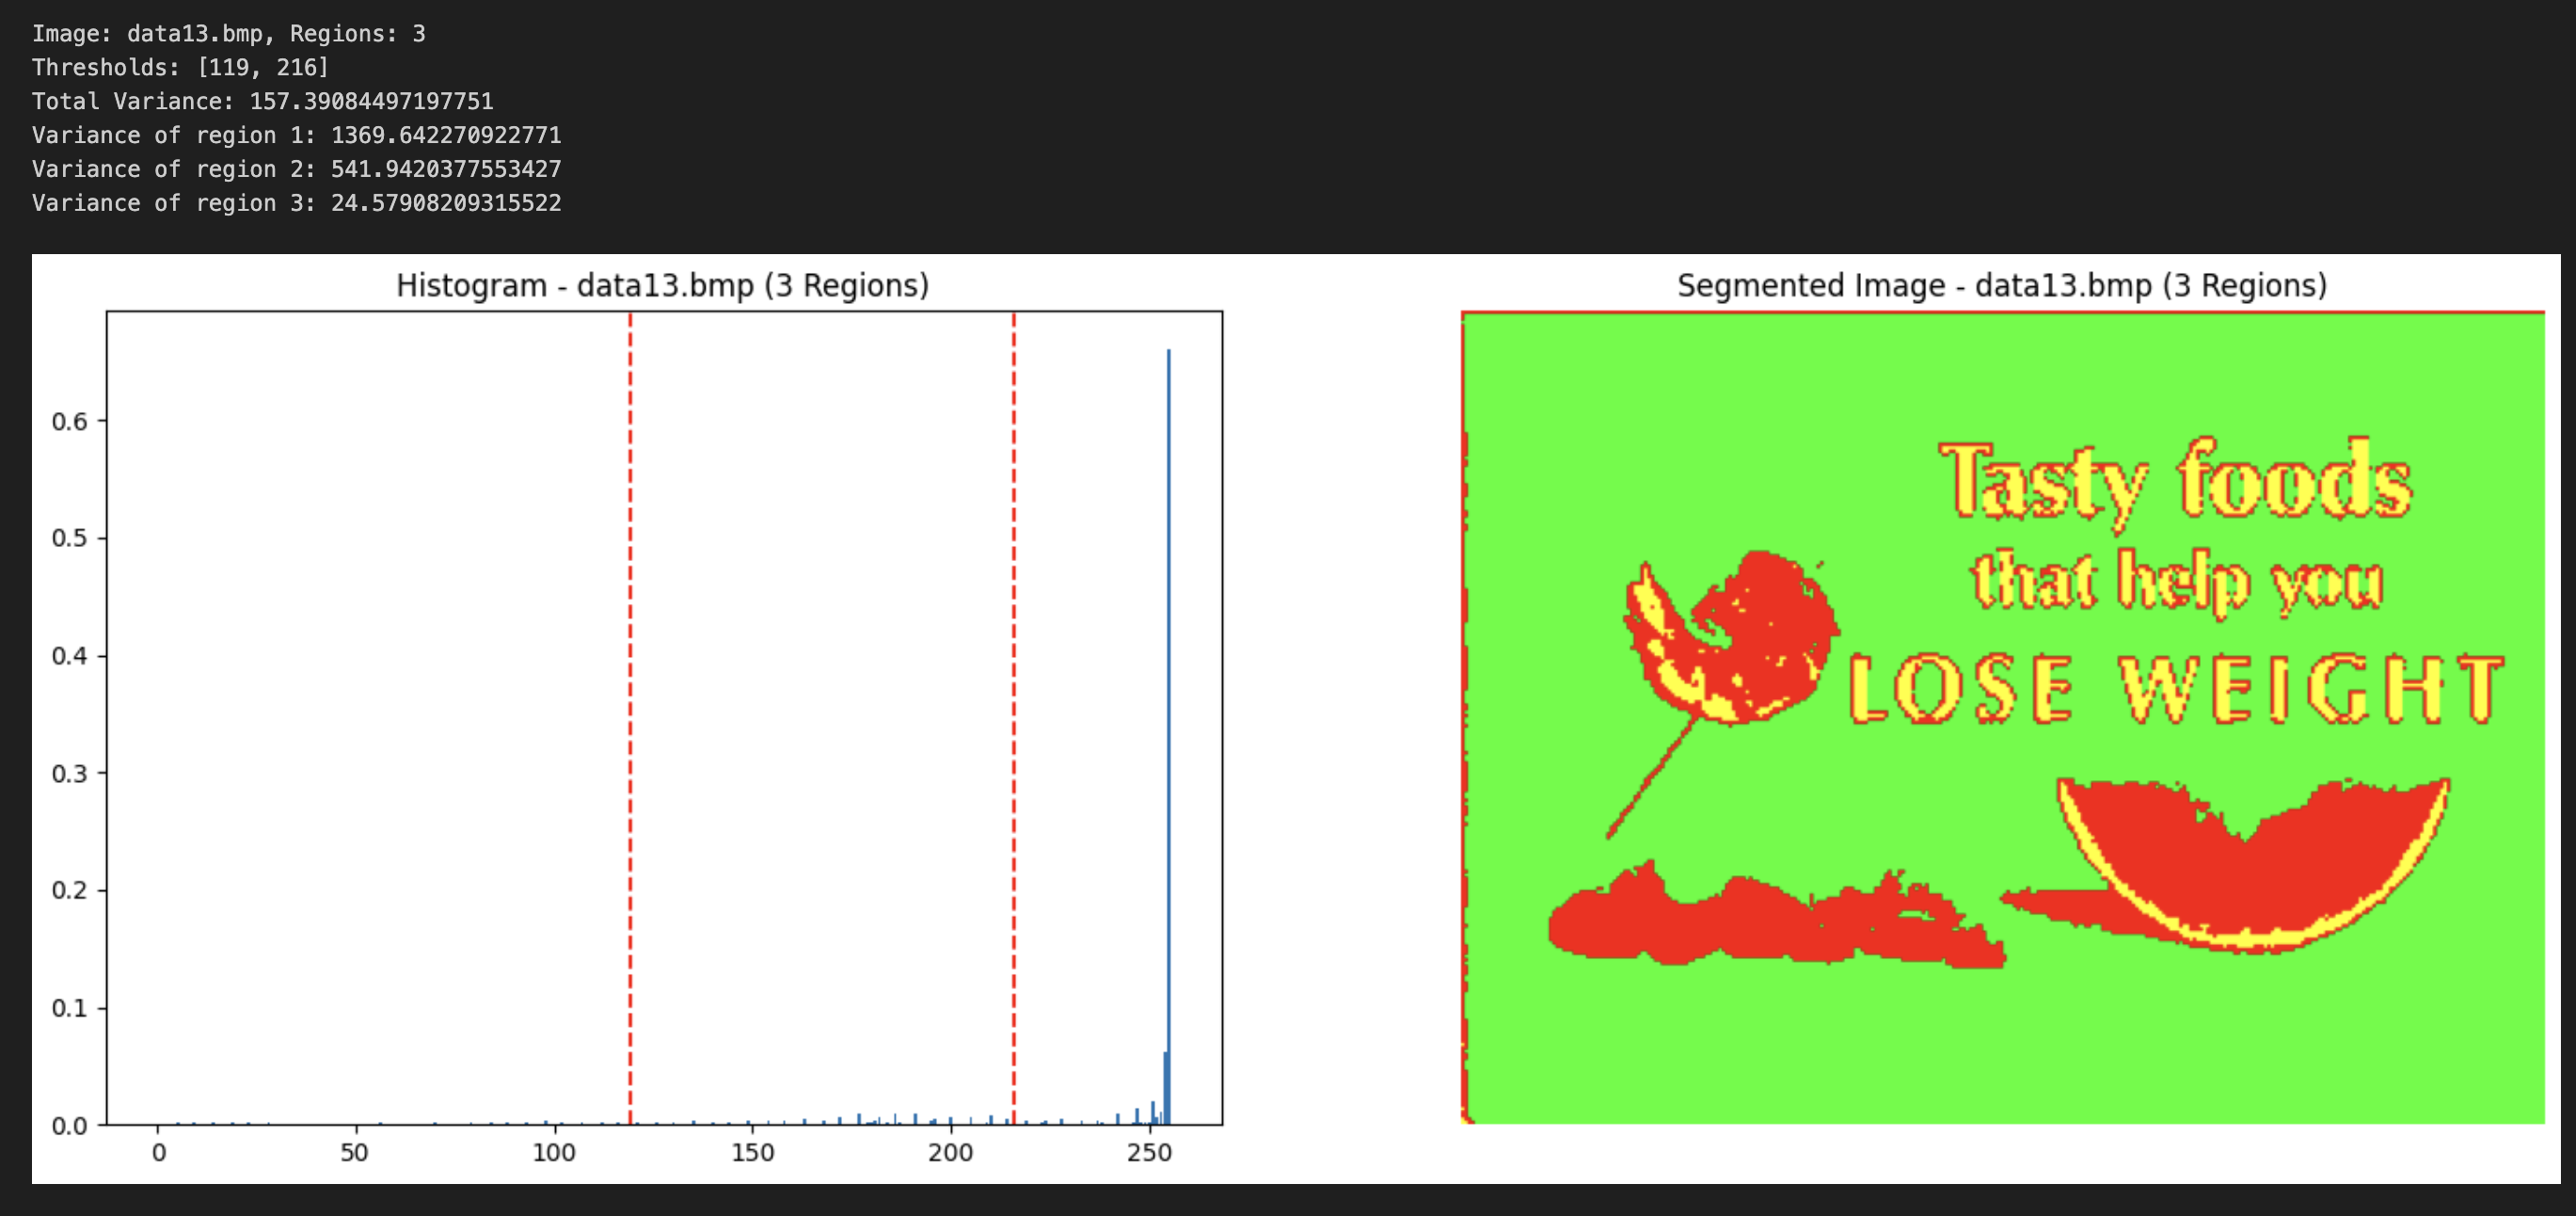 Image: data13.bmp, Regions: 3
Thresholds: [119, 216]
Total Variance: 157.39084497197751
Variance of region 1: 1369.642270922771
Variance of region 2: 541.9420377553427
Variance of region 3: 24.57908209315522
Histogram - data13.bmp (3 Regions)
0.6
0.5
0.4
0.3
0.2
0.1
0.0
0 50 100 150 200 250
Segmented Image - data13.bmp (3 Regions)
Tasty foods
that help you
LOSE WEIGHT